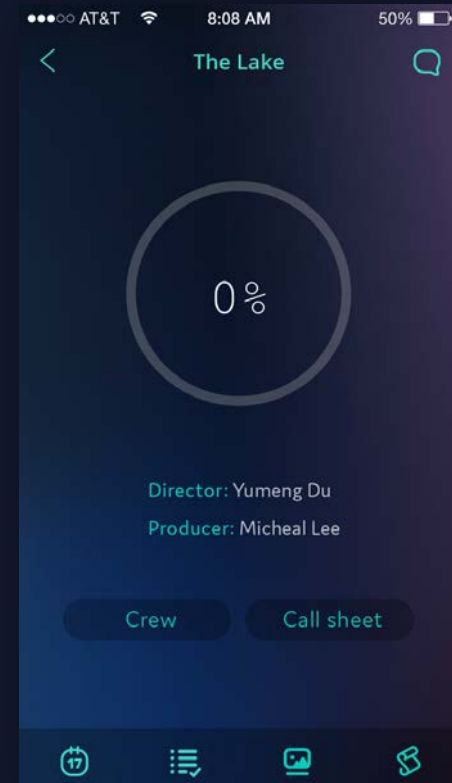 AT&T 8:08 AM 50%
The Lake
0%
Director: Yumeng Du
Producer: Micheal Lee
Crew Call sheet
17